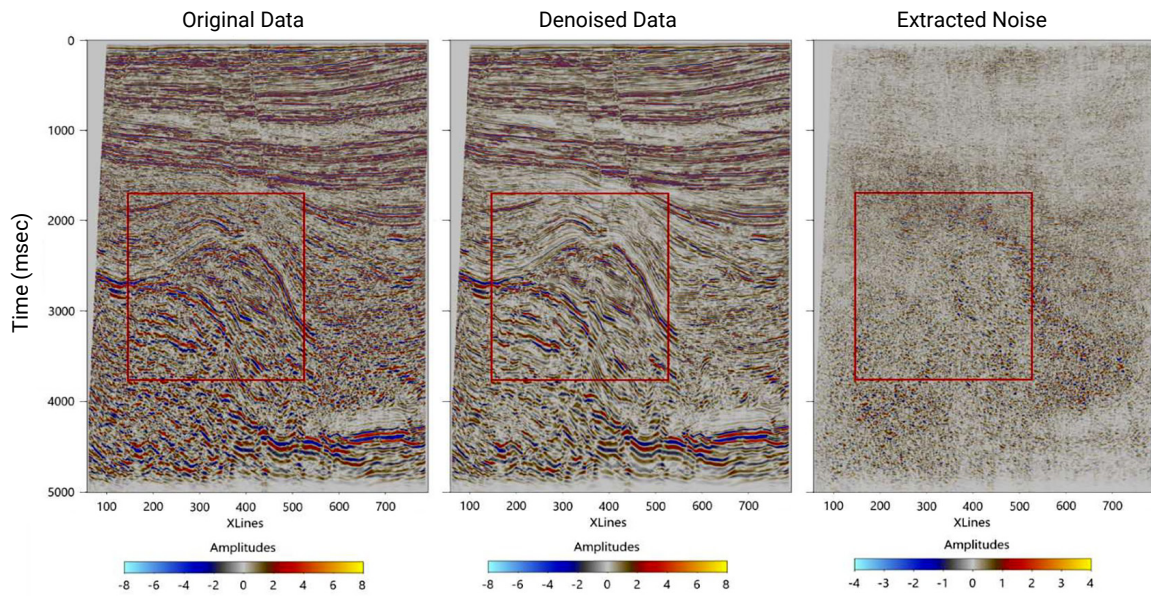 Original Data
Denoised Data
Extracted Noise
Time (msec)
0
1000
2000
3000
4000
5000
100 200 300 400 500 600 700
100 200 300 400 500 600 700
100 200 300 400 500 600 700
XLines
XLines
XLines
Amplitudes
Amplitudes
Amplitudes
-8 -6 -4 -2 0 2 4 6 8
-8 -6 -4 -2 0 2 4 6 8
-4 -3 -2 -1 0 1 2 3 4